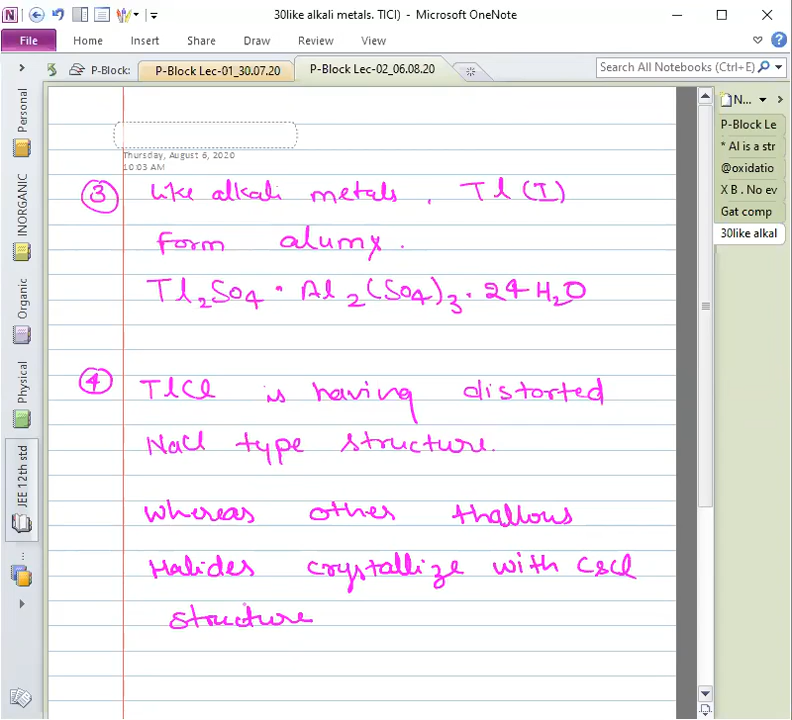 30like alkali metals. TlCl) - Microsoft OneNote
File Home Insert Share Draw Review View
P-Block: P-Block Lec-01_30.07.20 P-Block Lec-02_06.08.20 Search All Notebooks (Ctrl+E)
Personal
INORGANIC
Organic
Physical
JEE 12th std
N...
P-Block Le
* Al is a str
@oxidatio
X B . No ev
Gat comp
30like alkal
Thursday, August 6, 2020
10:03 AM
③ like alkali metals . Tl(I)
Form alumx .
Tl2SO4 · Al2(SO4)3 · 24 H2O
④ TlCl is having distorted
NaCl type structure.
whereas other thallous
Halides crystallize with CsCl
structure